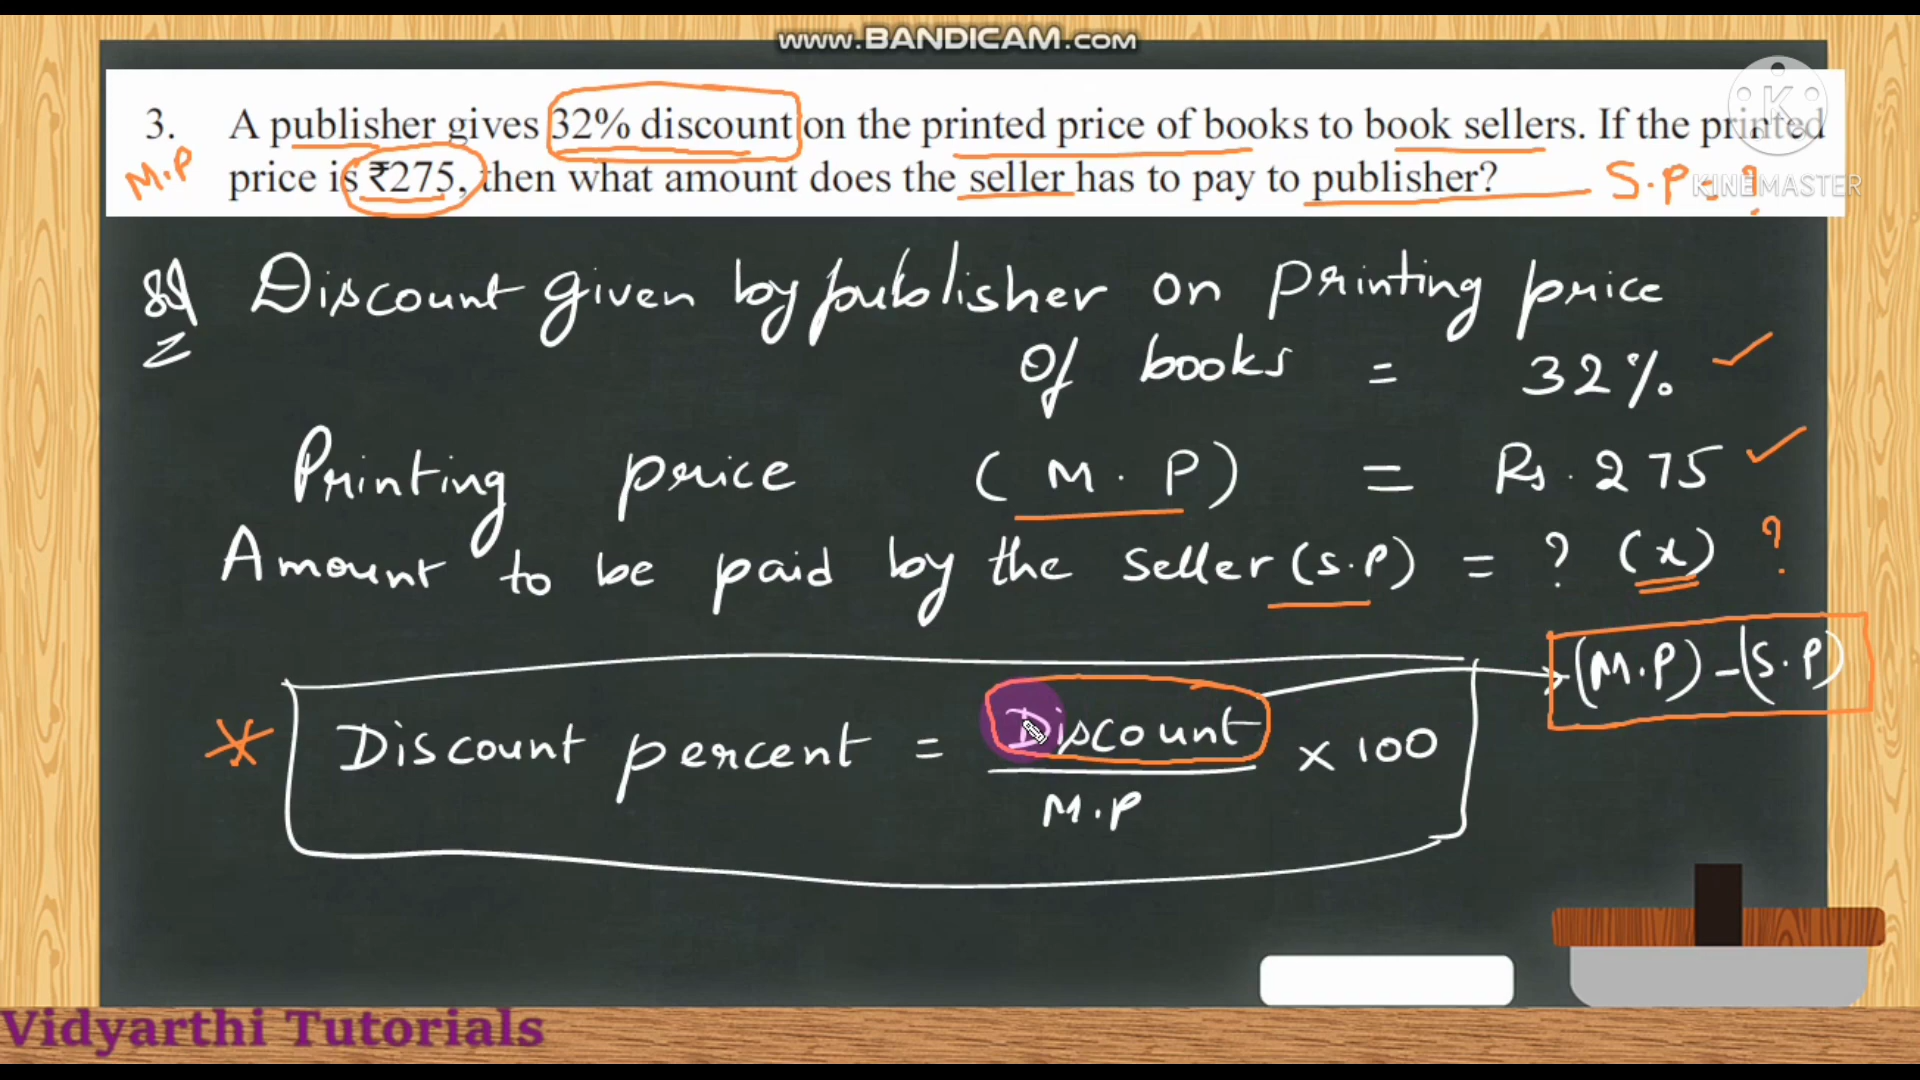 www.BANDICAM.com
3. A publisher gives 32% discount on the printed price of books to book sellers. If the printed
M.P price is ₹275, then what amount does the seller has to pay to publisher? S.P = ?
KINEMASTER
Discount given by publisher on printing price
of books = 32%
Printing price (M.P) = Rs. 275
Amount to be paid by the seller (S.P) = ? (x) ?
(M.P) - (S.P)
Discount percent = Discount / M.P × 100
Vidyarthi Tutorials